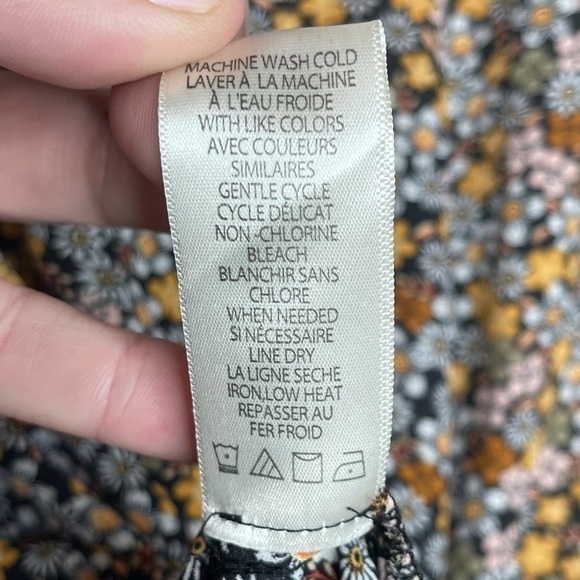 MACHINE WASH COLD
LAVER À LA MACHINE
À L'EAU FROIDE
WITH LIKE COLORS
AVEC COULEURS
SIMILAIRES
GENTLE CYCLE
CYCLE DÉLICAT
NON -CHLORINE
BLEACH
BLANCHIR SANS
CHLORE
WHEN NEEDED
SI NÉCESSAIRE
LINE DRY
LA LIGNE SECHE
IRON,LOW HEAT
REPASSER AU
FER FROID